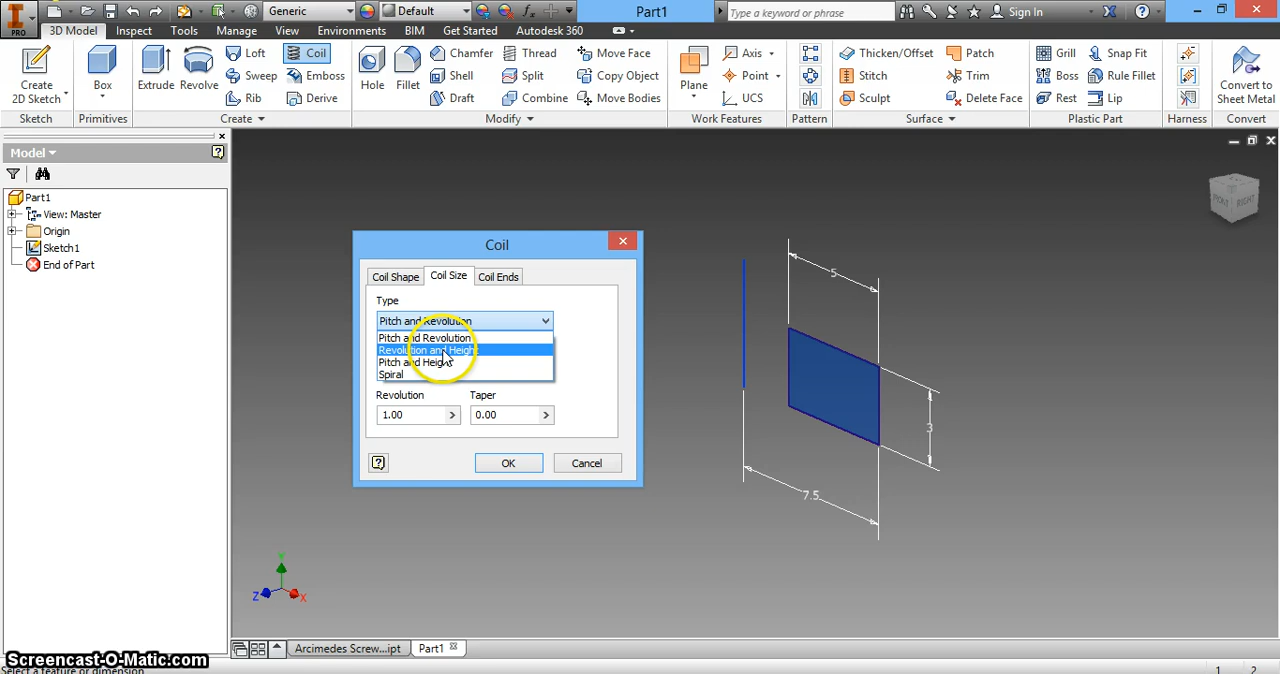 Generic
Default
Part1
Type a keyword or phrase
Sign In
PRO
3D Model
Inspect
Tools
Manage
View
Environments
BIM
Get Started
Autodesk 360
Create
2D Sketch
Sketch
Box
Primitives
Extrude
Revolve
Loft
Sweep
Rib
Coil
Emboss
Derive
Create
Hole
Fillet
Chamfer
Shell
Draft
Thread
Split
Combine
Move Face
Copy Object
Move Bodies
Modify
Plane
Axis
Point
UCS
Work Features
Pattern
Thicken/Offset
Stitch
Sculpt
Patch
Trim
Delete Face
Surface
Grill
Boss
Rest
Snap Fit
Rule Fillet
Lip
Plastic Part
Harness
Convert to
Sheet Metal
Convert
Model
Part1
View: Master
Origin
Sketch1
End of Part
Coil
Coil Shape
Coil Size
Coil Ends
Type
Pitch and Revolution
Pitch and Revolution
Revolution and Height
Pitch and Height
Spiral
Revolution
Taper
1.00
0.00
OK
Cancel
5
3
7.5
RIGHT
Y
Z
X
Arcimedes Screw...ipt
Part1
Screencast-O-Matic.com
Select a feature or dimension
1
2